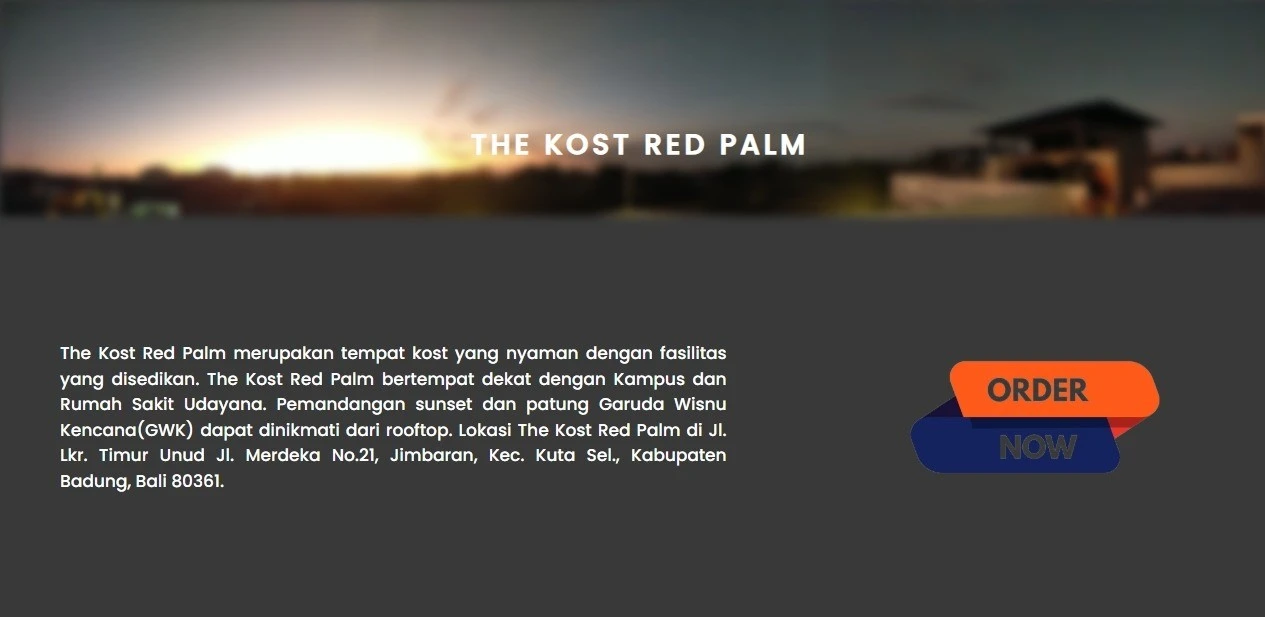 THE KOST RED PALM
The Kost Red Palm merupakan tempat kost yang nyaman dengan fasilitas
yang disedikan. The Kost Red Palm bertempat dekat dengan Kampus dan
Rumah Sakit Udayana. Pemandangan sunset dan patung Garuda Wisnu
Kencana(GWK) dapat dinikmati dari rooftop. Lokasi The Kost Red Palm di Jl.
Lkr. Timur Unud Jl. Merdeka No.21, Jimbaran, Kec. Kuta Sel., Kabupaten
Badung, Bali 80361.
ORDER
NOW